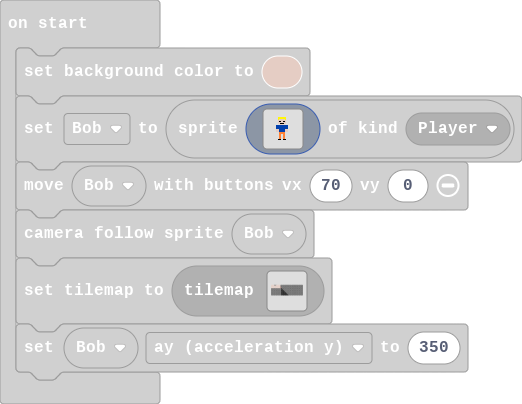 on start
set background color to
set Bob to sprite of kind Player
move Bob with buttons vx 70 vy 0
camera follow sprite Bob
set tilemap to tilemap
set Bob ay (acceleration y) to 350